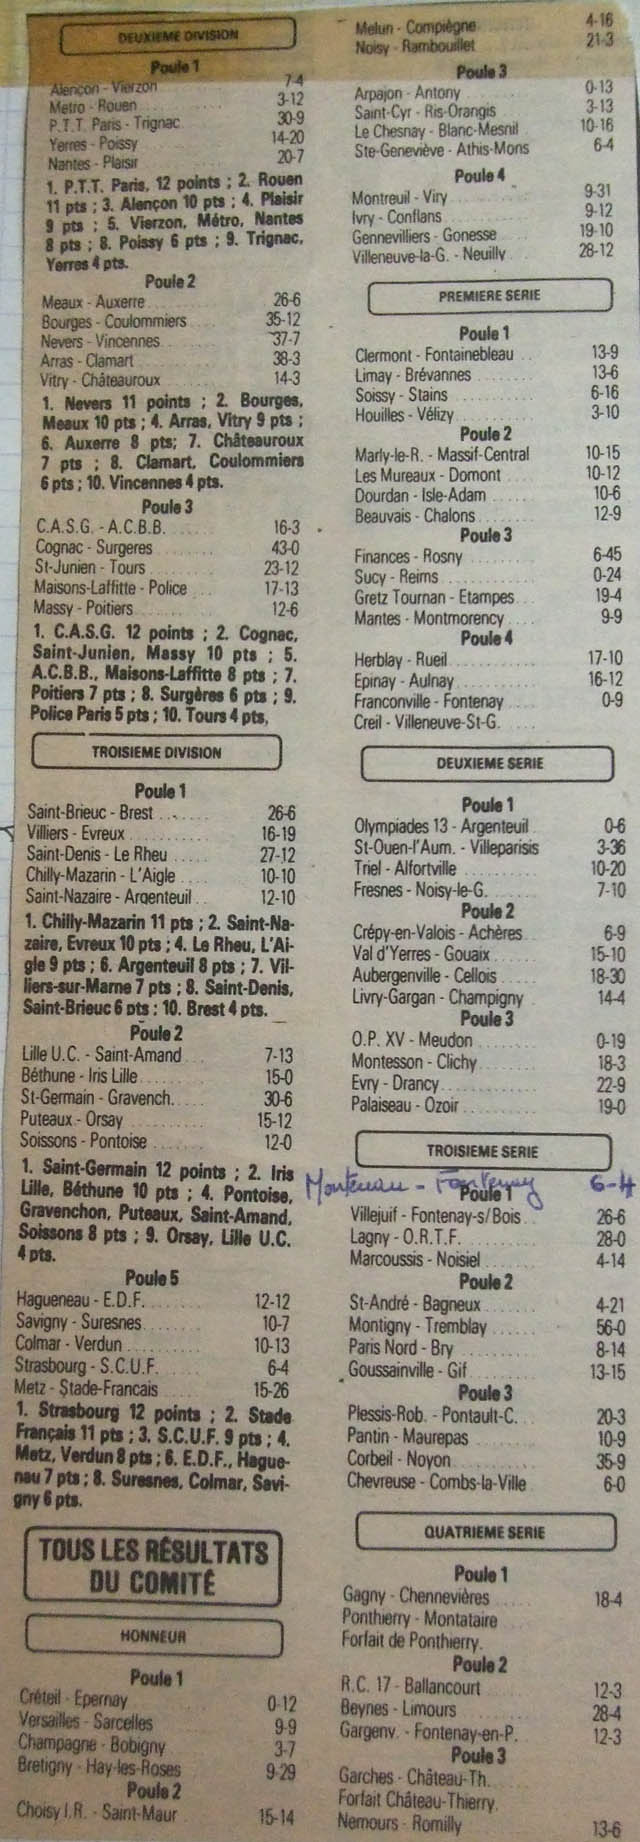 DEUXIEME DIVISION
Poule 1
Alençon - Vierzon 7-4
Métro - Rouen 3-12
P.T.T. Paris - Trignac 30-9
Yerres - Poissy 14-20
Nantes - Plaisir 20-7
1. P.T.T. Paris, 12 points ; 2. Rouen
11 pts ; 3. Alençon 10 pts ; 4. Plaisir
9 pts ; 5. Vierzon, Métro, Nantes
8 pts ; 8. Poissy 6 pts ; 9. Trignac,
Yerres 4 pts.
Poule 2
Meaux - Auxerre 26-6
Bourges - Coulommiers 35-12
Nevers - Vincennes 37-7
Arras - Clamart 38-3
Vitry - Châteauroux 14-3
1. Nevers 11 points ; 2. Bourges,
Meaux 10 pts ; 4. Arras, Vitry 9 pts ;
6. Auxerre 8 pts; 7. Châteauroux
7 pts ; 8. Clamart, Coulommiers
6 pts ; 10. Vincennes 4 pts.
Poule 3
C.A.S.G. - A.C.B.B. 16-3
Cognac - Surgeres 43-0
St-Junien - Tours 23-12
Maisons-Laffitte - Police 17-13
Massy - Poitiers 12-6
1. C.A.S.G. 12 points ; 2. Cognac,
Saint-Junien, Massy 10 pts ; 5.
A.C.B.B., Maisons-Laffitte 8 pts ; 7.
Poitiers 7 pts ; 8. Surgères 6 pts ; 9.
Police Paris 5 pts ; 10. Tours 4 pts,
TROISIEME DIVISION
Poule 1
Saint-Brieuc - Brest 26-6
Villiers - Evreux 16-19
Saint-Denis - Le Rheu 27-12
Chilly-Mazarin - L'Aigle 10-10
Saint-Nazaire - Argenteuil 12-10
1. Chilly-Mazarin 11 pts ; 2. Saint-Na-
zaire, Evreux 10 pts ; 4. Le Rheu, L'Ai-
gle 9 pts ; 6. Argenteuil 8 pts ; 7. Vil-
liers-sur-Marne 7 pts ; 8. Saint-Denis,
Saint-Brieuc 6 pts ; 10. Brest 4 pts.
Poule 2
Lille U.C. - Saint-Amand 7-13
Béthune - Iris Lille 15-0
St-Germain - Gravench. 30-6
Puteaux - Orsay 15-12
Soissons - Pontoise 12-0
1. Saint-Germain 12 points ; 2. Iris
Lille, Béthune 10 pts ; 4. Pontoise,
Gravenchon, Puteaux, Saint-Amand,
Soissons 8 pts ; 9. Orsay, Lille U.C.
4 pts.
Poule 5
Hagueneau - E.D.F. 12-12
Savigny - Suresnes 10-7
Colmar - Verdun 10-13
Strasbourg - S.C.U.F. 6-4
Metz - Stade-Francais 15-26
1. Strasbourg 12 points ; 2. Stade
Français 11 pts ; 3. S.C.U.F. 9 pts ; 4.
Metz, Verdun 8 pts ; 6. E.D.F., Hague-
nau 7 pts ; 8. Suresnes, Colmar, Savi-
gny 6 pts.
TOUS LES RÉSULTATS
DU COMITÉ
HONNEUR
Poule 1
Créteil - Epernay 0-12
Versailles - Sarcelles 9-9
Champagne - Bobigny 3-7
Bretigny - Hay-les-Roses 9-29
Poule 2
Choisy I.R. - Saint-Maur 15-14
Melun - Compiègne 4-16
Noisy - Rambouillet 21-3
Poule 3
Arpajon - Antony 0-13
Saint-Cyr - Ris-Orangis 3-13
Le Chesnay - Blanc-Mesnil 10-16
Ste-Geneviève - Athis-Mons 6-4
Poule 4
Montreuil - Viry 9-31
Ivry - Conflans 9-12
Gennevilliers - Gonesse 19-10
Villeneuve-la-G. - Neuilly 28-12
PREMIERE SERIE
Poule 1
Clermont - Fontainebleau 13-9
Limay - Brévannes 13-6
Soissy - Stains 6-16
Houilles - Vélizy 3-10
Poule 2
Marly-le-R. - Massif-Central 10-15
Les Mureaux - Domont 10-12
Dourdan - Isle-Adam 10-6
Beauvais - Chalons 12-9
Poule 3
Finances - Rosny 6-45
Sucy - Reims 0-24
Gretz Tournan - Etampes 19-4
Mantes - Montmorency 9-9
Poule 4
Herblay - Rueil 17-10
Epinay - Aulnay 16-12
Franconville - Fontenay 0-9
Creil - Villeneuve-St-G.
DEUXIEME SERIE
Poule 1
Olympiades 13 - Argenteuil 0-6
St-Ouen-l'Aum. - Villeparisis 3-36
Triel - Alfortville 10-20
Fresnes - Noisy-le-G. 7-10
Poule 2
Crépy-en-Valois - Achères 6-9
Val d'Yerres - Gouaix 15-10
Aubergenville - Cellois 18-30
Livry-Gargan - Champigny 14-4
Poule 3
O.P. XV - Meudon 0-19
Montesson - Clichy 18-3
Evry - Drancy 22-9
Palaiseau - Ozoir 19-0
TROISIEME SERIE
- Fontenay 6-4
Poule 1
Villejuif - Fontenay-s/Bois 26-6
Lagny - O.R.T.F. 28-0
Marcoussis - Noisiel 4-14
Poule 2
St-André - Bagneux 4-21
Montigny - Tremblay 56-0
Paris Nord - Bry 8-14
Goussainville - Gif 13-15
Poule 3
Plessis-Rob. - Pontault-C. 20-3
Pantin - Maurepas 10-9
Corbeil - Noyon 35-9
Chevreuse - Combs-la-Ville 6-0
QUATRIEME SERIE
Poule 1
Gagny - Chennevières 18-4
Ponthierry - Montataire
Forfait de Ponthierry.
Poule 2
R.C. 17 - Ballancourt 12-3
Beynes - Limours 28-4
Gargenv. - Fontenay-en-P. 12-3
Poule 3
Garches - Château-Th.
Forfait Château-Thierry.
Nemours - Romilly 13-6